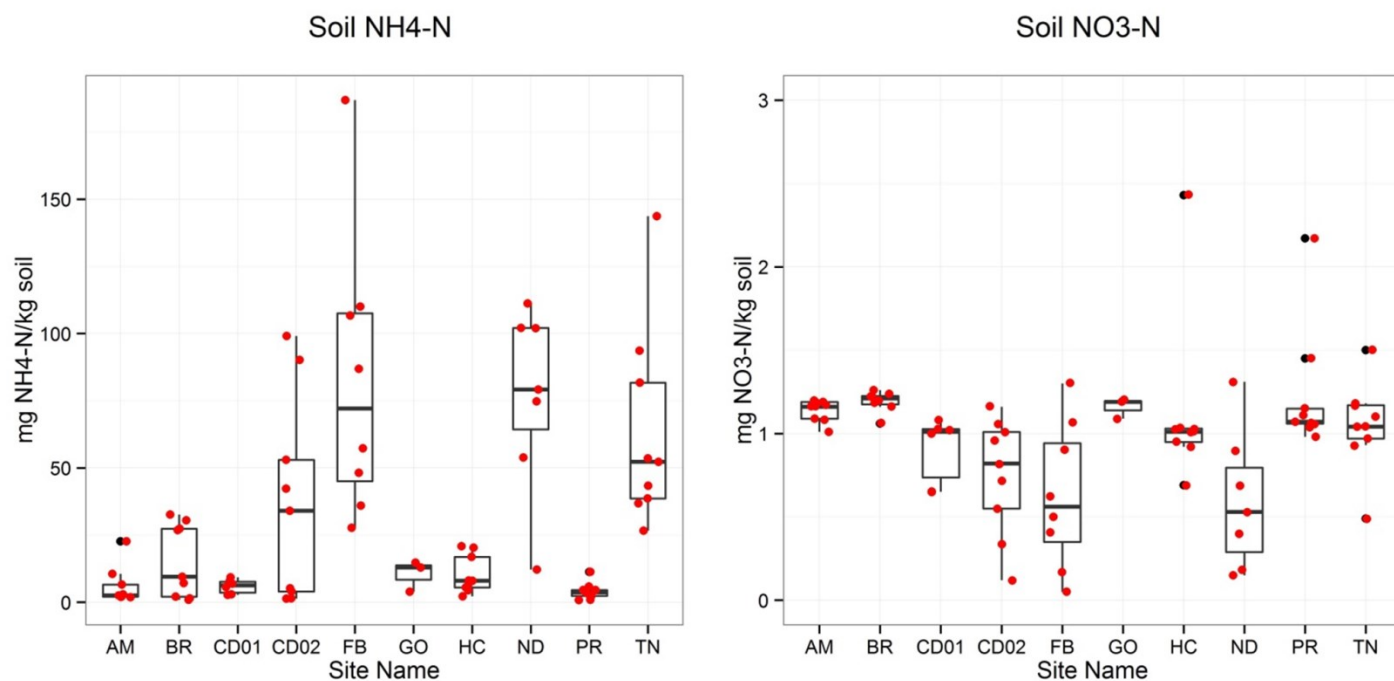 Soil NH4-N
mg NH4-N/kg soil
150
100
50
0
AM BR CD01 CD02 FB GO HC ND PR TN
Site Name
Soil NO3-N
mg NO3-N/kg soil
3
2
1
0
AM BR CD01 CD02 FB GO HC ND PR TN
Site Name